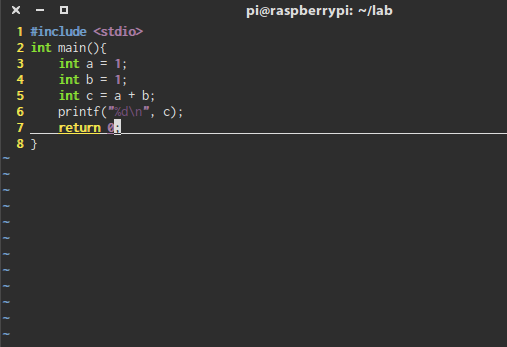 pi@raspberrypi: ~/lab
1 #include <stdio>
2 int main(){
3     int a = 1;
4     int b = 1;
5     int c = a + b;
6     printf("%d\n", c);
7     return 0;
8 }
~
~
~
~
~
~
~
~
~
~
~
~